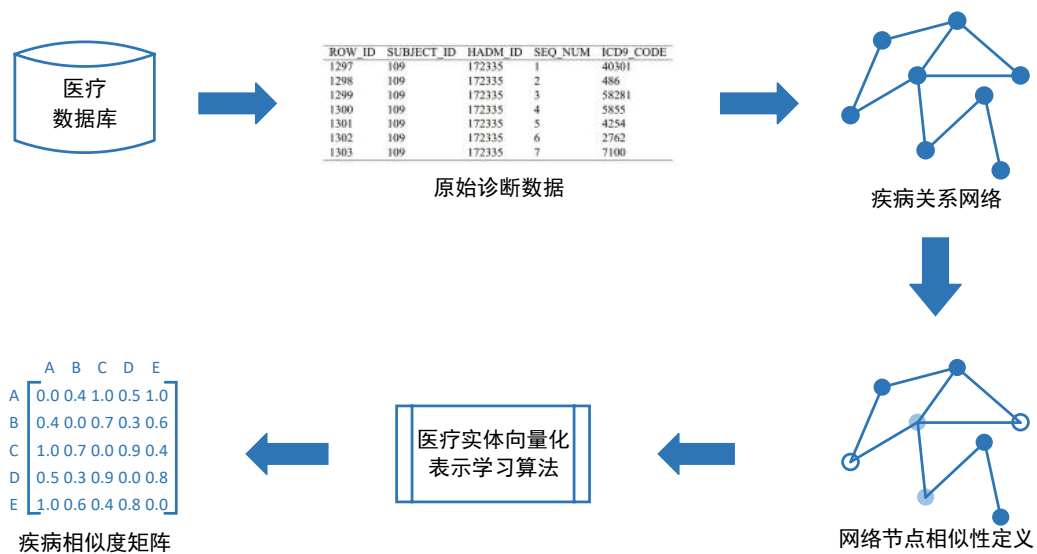 医疗
数据库
ROW_ID SUBJECT_ID HADM_ID SEQ_NUM ICD9_CODE
1297 109 172335 1 40301
1298 109 172335 2 486
1299 109 172335 3 58281
1300 109 172335 4 5855
1301 109 172335 5 4254
1302 109 172335 6 2762
1303 109 172335 7 7100
原始诊断数据
疾病关系网络
A B C D E
A 0.0 0.4 1.0 0.5 1.0
B 0.4 0.0 0.7 0.3 0.6
C 1.0 0.7 0.0 0.9 0.4
D 0.5 0.3 0.9 0.0 0.8
E 1.0 0.6 0.4 0.8 0.0
疾病相似度矩阵
医疗实体向量化
表示学习算法
网络节点相似性定义